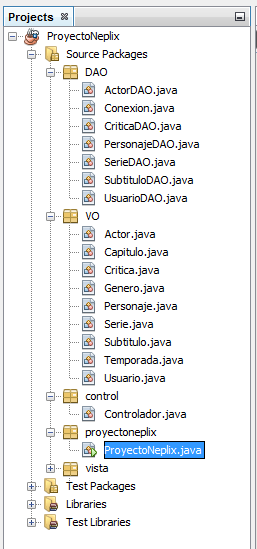 Projects
ProyectoNeplix
Source Packages
DAO
ActorDAO.java
Conexion.java
CriticaDAO.java
PersonajeDAO.java
SerieDAO.java
SubtituloDAO.java
UsuarioDAO.java
VO
Actor.java
Capitulo.java
Critica.java
Genero.java
Personaje.java
Serie.java
Subtitulo.java
Temporada.java
Usuario.java
control
Controlador.java
proyectoneplix
ProyectoNeplix.java
vista
Test Packages
Libraries
Test Libraries